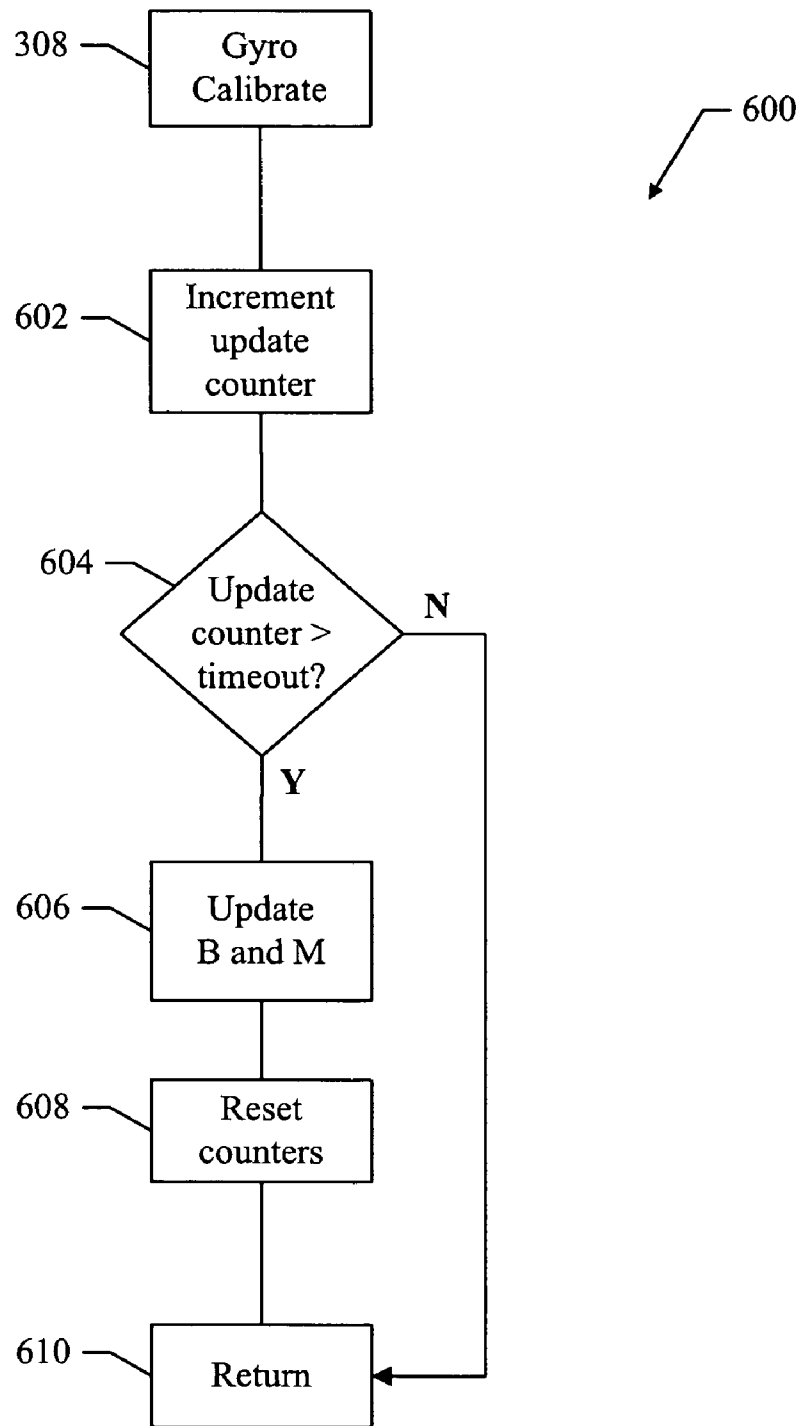 308
Gyro
Calibrate
600
602
Increment
update
counter
604
Update
counter >
timeout?
N
Y
606
Update
B and M
608
Reset
counters
610
Return